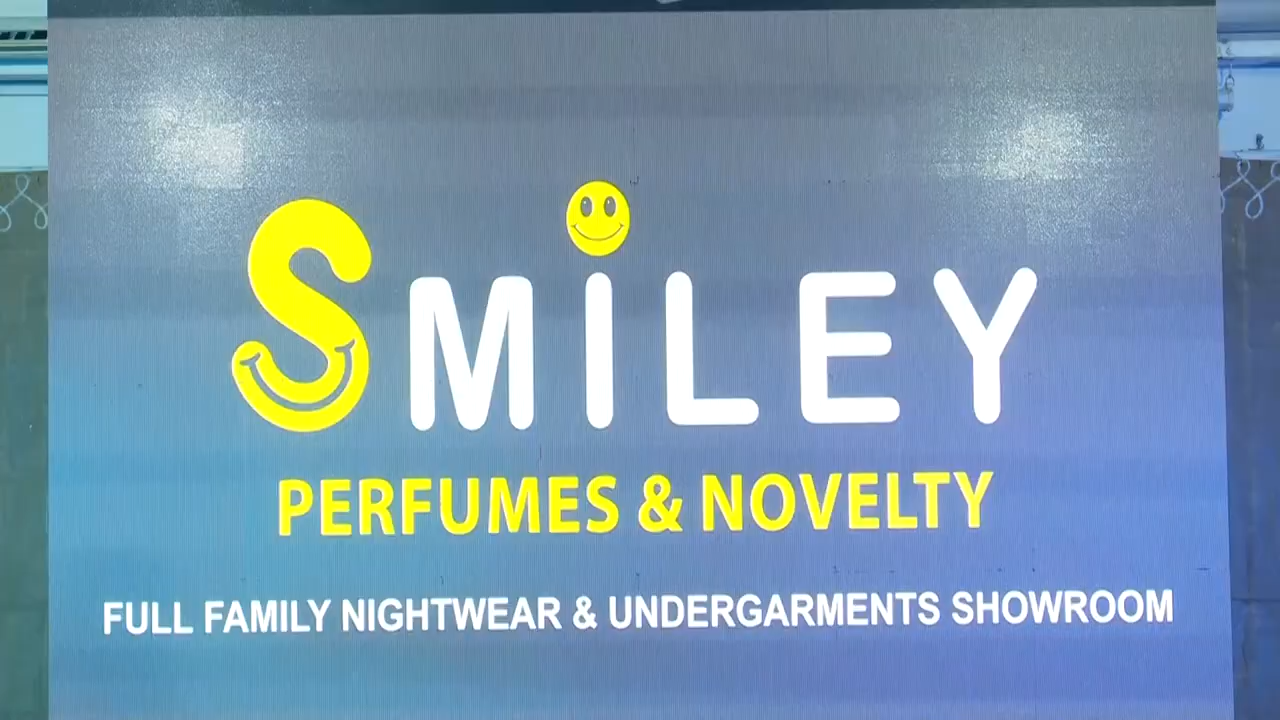 SMiLEY
PERFUMES & NOVELTY
FULL FAMILY NIGHTWEAR & UNDERGARMENTS SHOWROOM